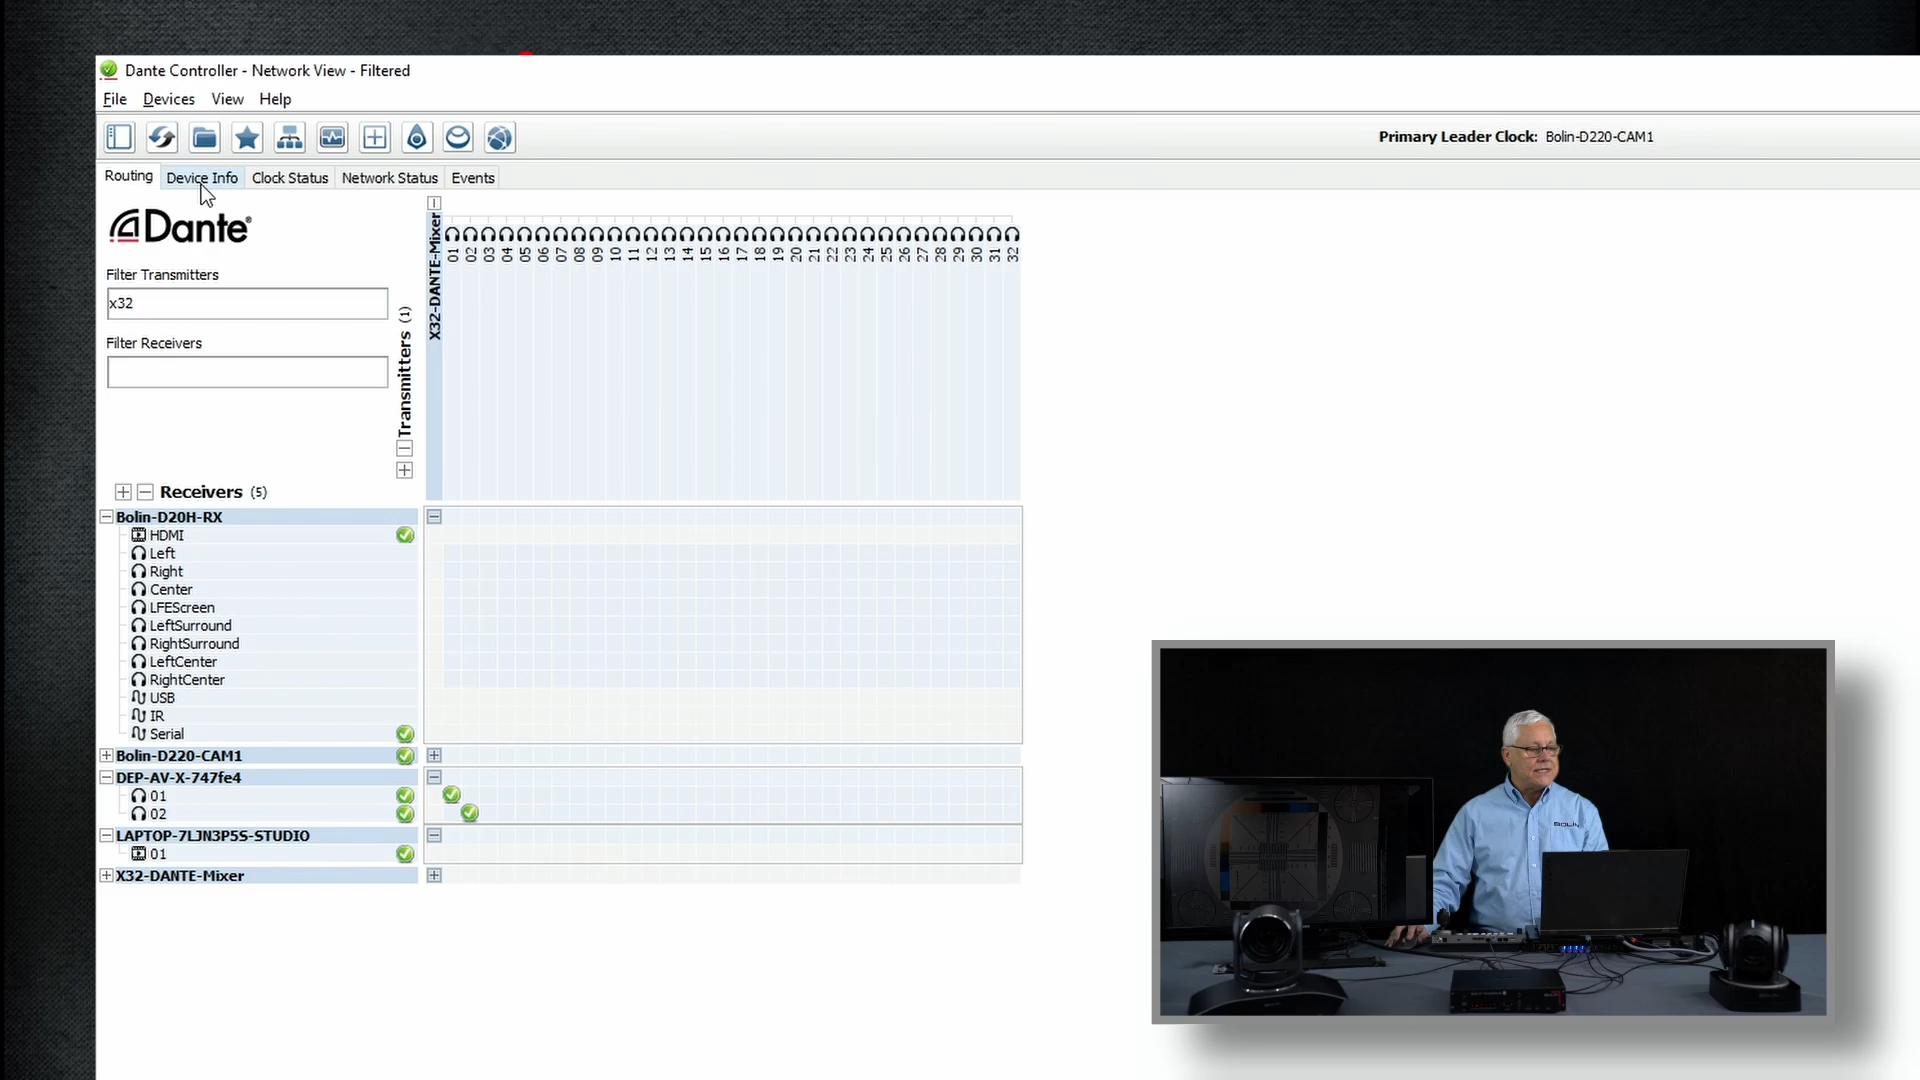 Dante Controller - Network View - Filtered
File Devices View Help
Primary Leader Clock: Bolin-D220-CAM1
Routing Device Info Clock Status Network Status Events
Dante
Filter Transmitters
x32
Filter Receivers
Transmitters (1)
X32-DANTE-Mixer
01 02 03 04 05 06 07 08 09 10 11 12 13 14 15 16 17 18 19 20 21 22 23 24 25 26 27 28 29 30 31 32
Receivers (5)
Bolin-D20H-RX
HDMI
Left
Right
Center
LFEScreen
LeftSurround
RightSurround
LeftCenter
RightCenter
USB
IR
Serial
Bolin-D220-CAM1
DEP-AV-X-747fe4
01
02
LAPTOP-7LJN3P5S-STUDIO
01
X32-DANTE-Mixer
BOLIN